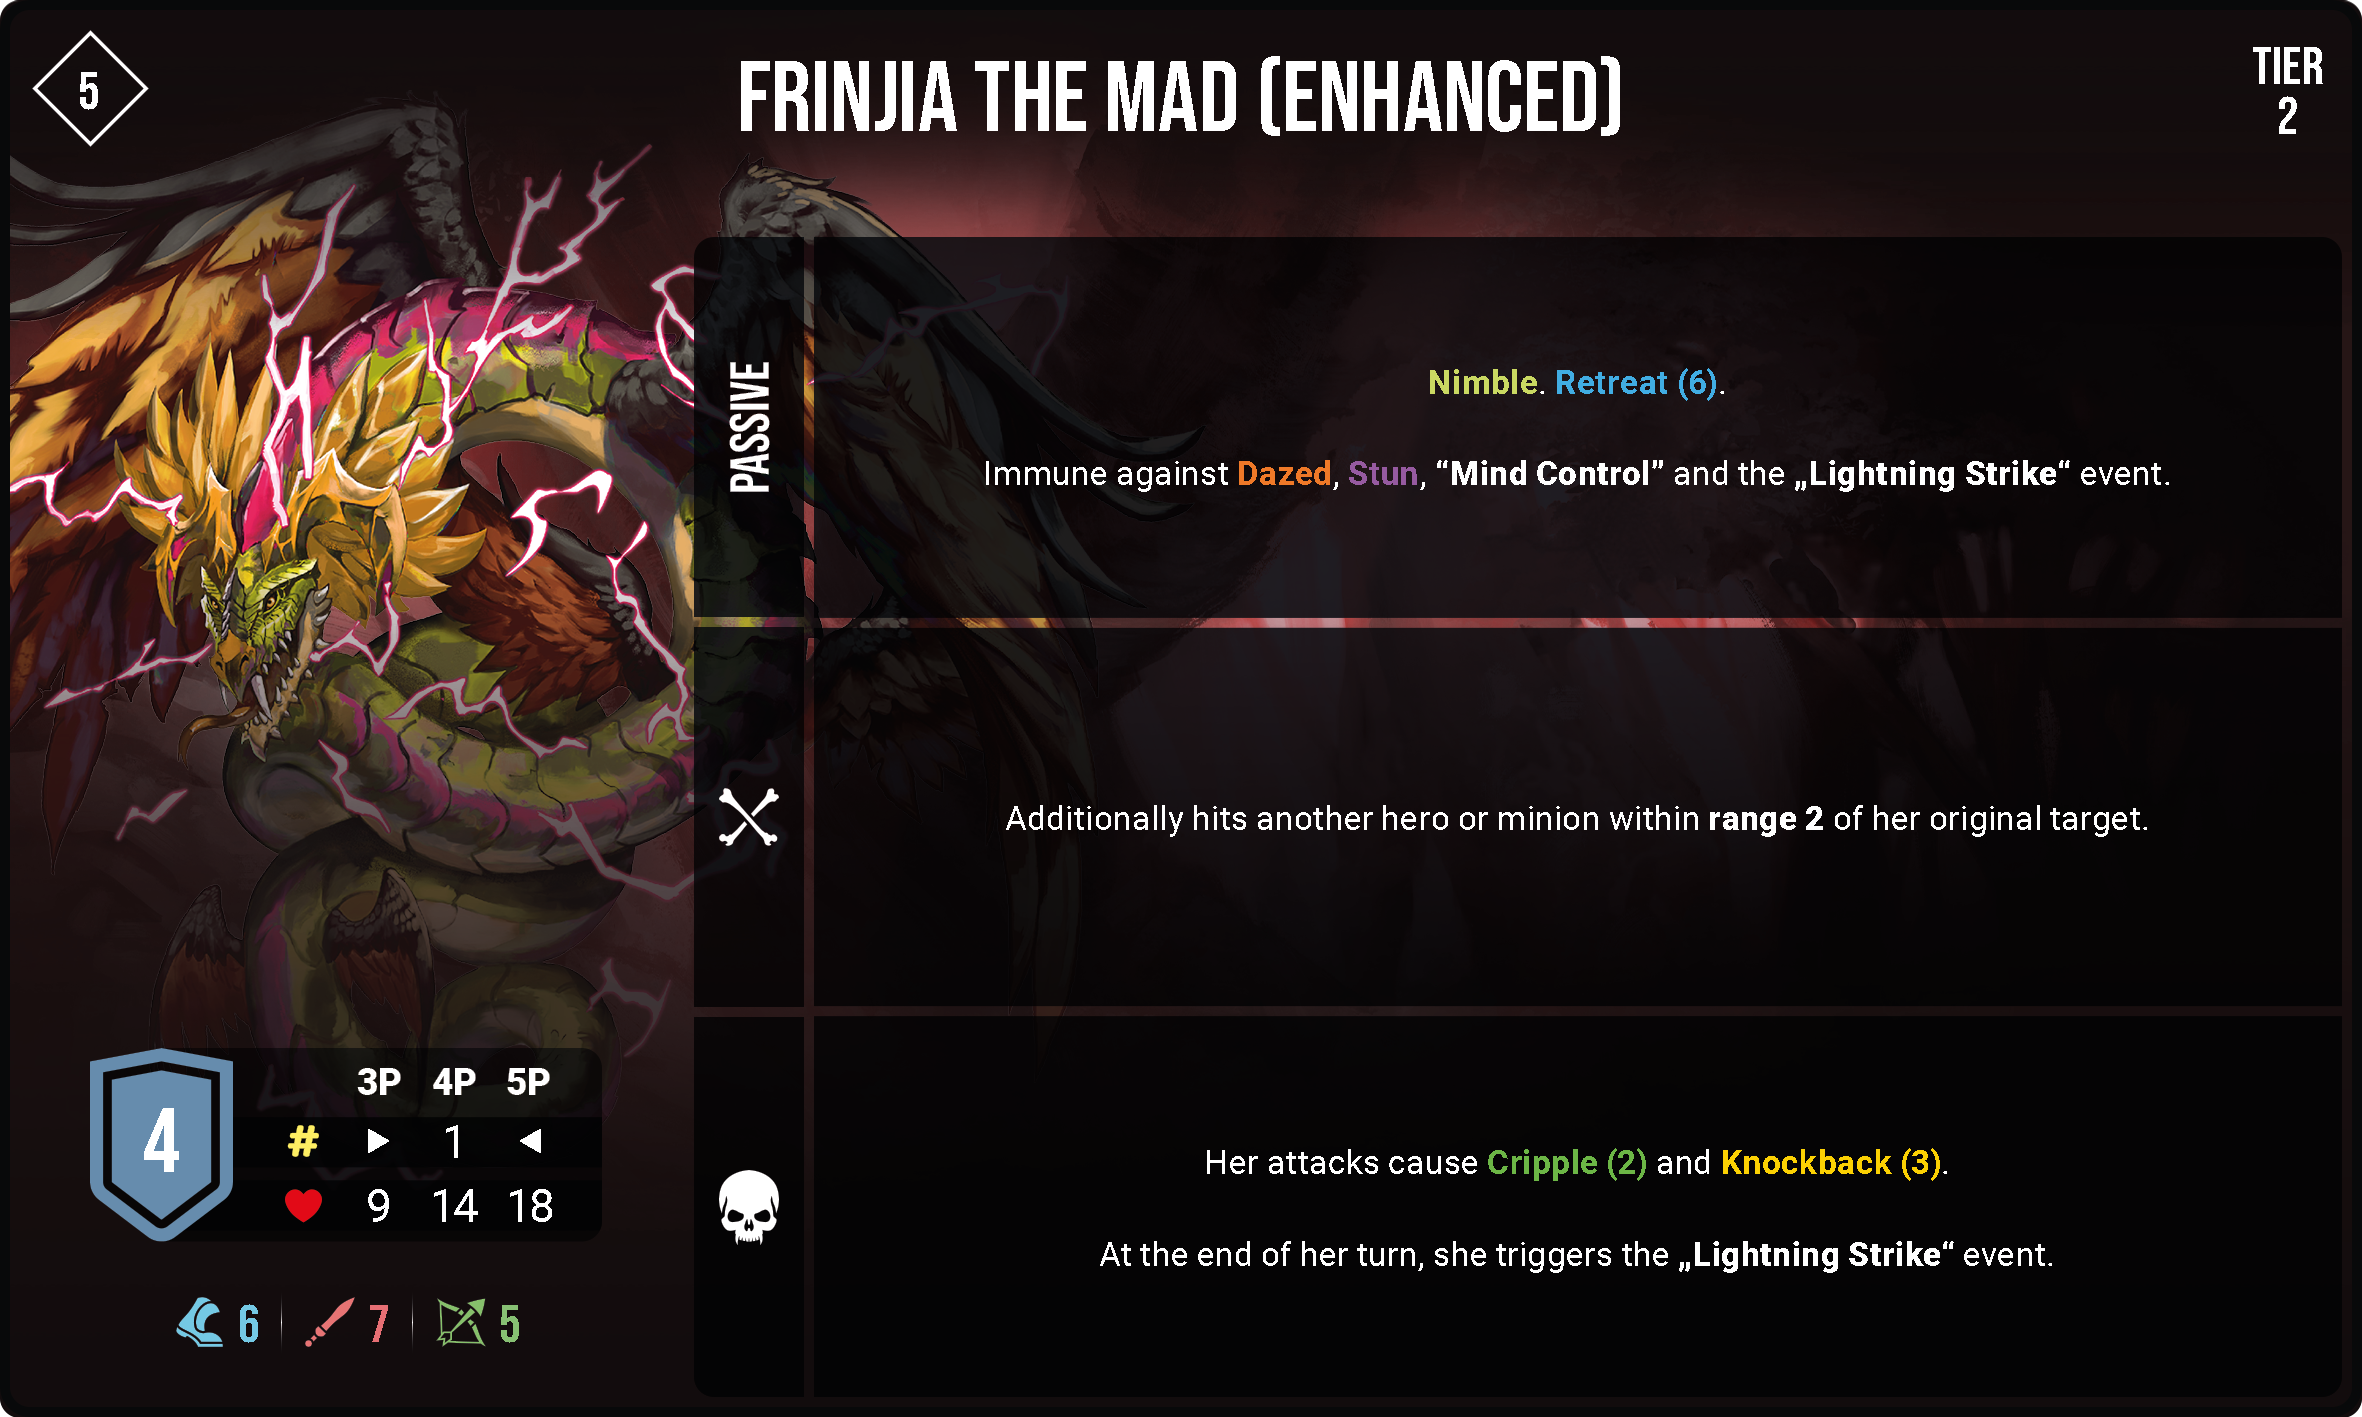 5
FRINJIA THE MAD (ENHANCED)
TIER
2
PASSIVE
Nimble. Retreat (6).
Immune against Dazed, Stun, “Mind Control” and the „Lightning Strike“ event.
Additionally hits another hero or minion within range 2 of her original target.
Her attacks cause Cripple (2) and Knockback (3).
At the end of her turn, she triggers the „Lightning Strike“ event.
4
3P 4P 5P
# ▶ 1 ◀
9 14 18
6 7 5